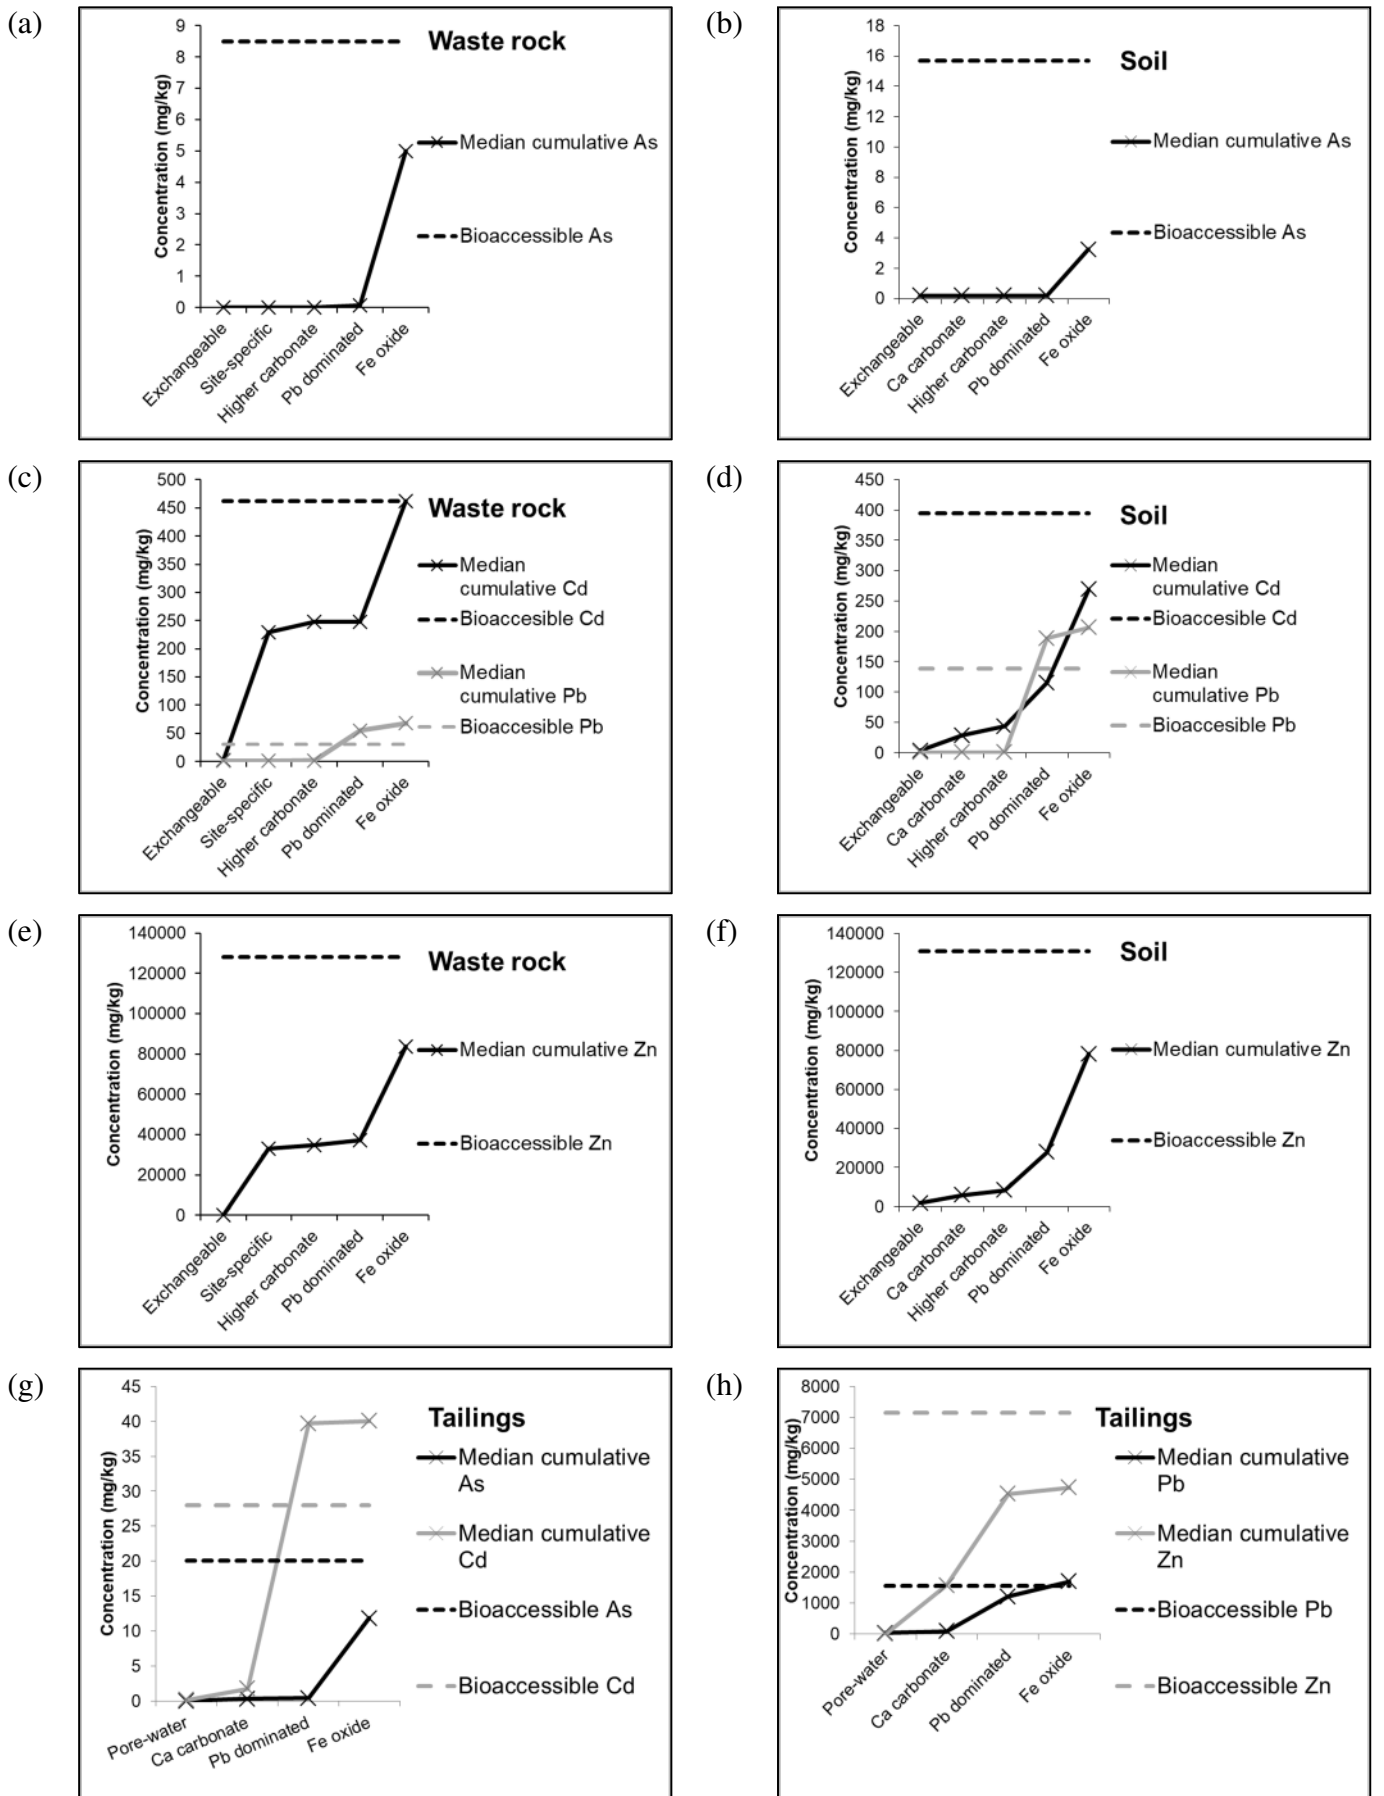 (a)
9
8
7
6
5
4
3
2
1
0
Concentration (mg/kg)
Waste rock
Median cumulative As
Bioaccessible As
Exchangeable
Site-specific
Higher carbonate
Pb dominated
Fe oxide
(b)
18
16
14
12
10
8
6
4
2
0
Concentration (mg/kg)
Soil
Median cumulative As
Bioaccessible As
Exchangeable
Ca carbonate
Higher carbonate
Pb dominated
Fe oxide
(c)
500
450
400
350
300
250
200
150
100
50
0
Concentration (mg/kg)
Waste rock
Median
cumulative Cd
Bioaccesible Cd
Median
cumulative Pb
Bioaccesible Pb
Exchangeable
Site-specific
Higher carbonate
Pb dominated
Fe oxide
(d)
450
400
350
300
250
200
150
100
50
0
Concentration (mg/kg)
Soil
Median
cumulative Cd
Bioaccesible Cd
Median
cumulative Pb
Bioaccesible Pb
Exchangeable
Ca carbonate
Higher carbonate
Pb dominated
Fe oxide
(e)
140000
120000
100000
80000
60000
40000
20000
0
Concentration (mg/kg)
Waste rock
Median cumulative Zn
Bioaccessible Zn
Exchangeable
Site-specific
Higher carbonate
Pb dominated
Fe oxide
(f)
140000
120000
100000
80000
60000
40000
20000
0
Concentration (mg/kg)
Soil
Median cumulative Zn
Bioaccessible Zn
Exchangeable
Ca carbonate
Higher carbonate
Pb dominated
Fe oxide
(g)
45
40
35
30
25
20
15
10
5
0
Concentration (mg/kg)
Tailings
Median cumulative
As
Median cumulative
Cd
Bioaccessible As
Bioaccessible Cd
Pore-water
Ca carbonate
Pb dominated
Fe oxide
(h)
8000
7000
6000
5000
4000
3000
2000
1000
0
Concentration (mg/kg)
Tailings
Median cumulative
Pb
Median cumulative
Zn
Bioaccessible Pb
Bioaccessible Zn
Pore-water
Ca carbonate
Pb dominated
Fe oxide